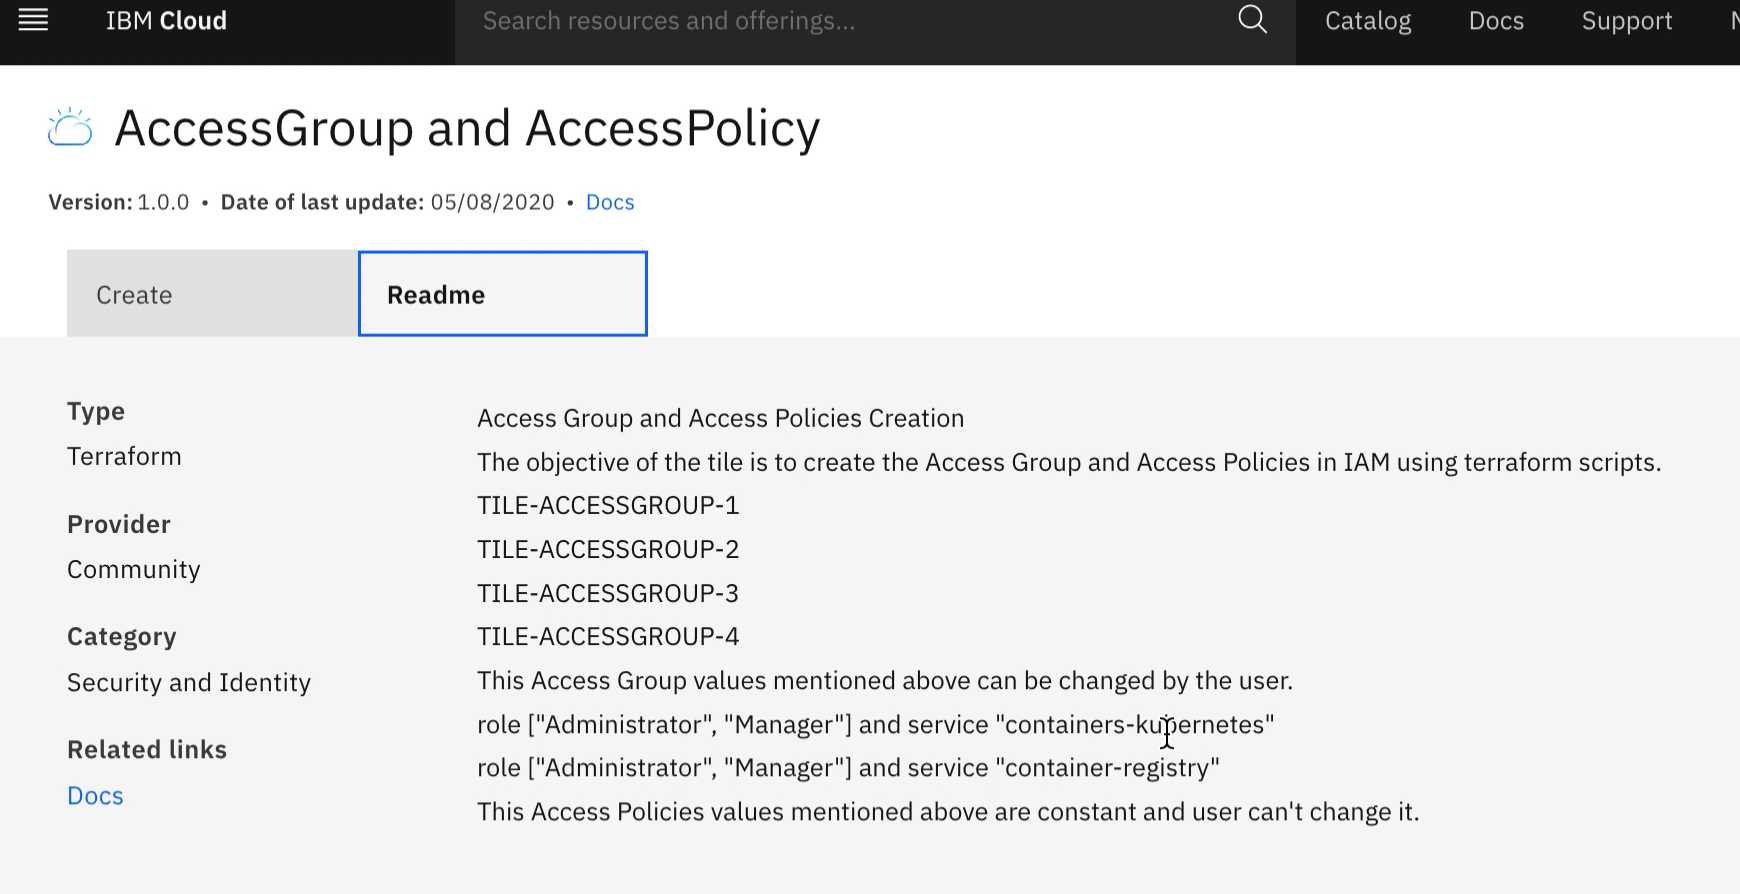 IBM Cloud
Search resources and offerings...
Catalog
Docs
Support
AccessGroup and AccessPolicy
Version: 1.0.0 • Date of last update: 05/08/2020 • Docs
Create
Readme
Type
Terraform
Provider
Community
Category
Security and Identity
Related links
Docs
Access Group and Access Policies Creation
The objective of the tile is to create the Access Group and Access Policies in IAM using terraform scripts.
TILE-ACCESSGROUP-1
TILE-ACCESSGROUP-2
TILE-ACCESSGROUP-3
TILE-ACCESSGROUP-4
This Access Group values mentioned above can be changed by the user.
role ["Administrator", "Manager"] and service "containers-kubernetes"
role ["Administrator", "Manager"] and service "container-registry"
This Access Policies values mentioned above are constant and user can't change it.